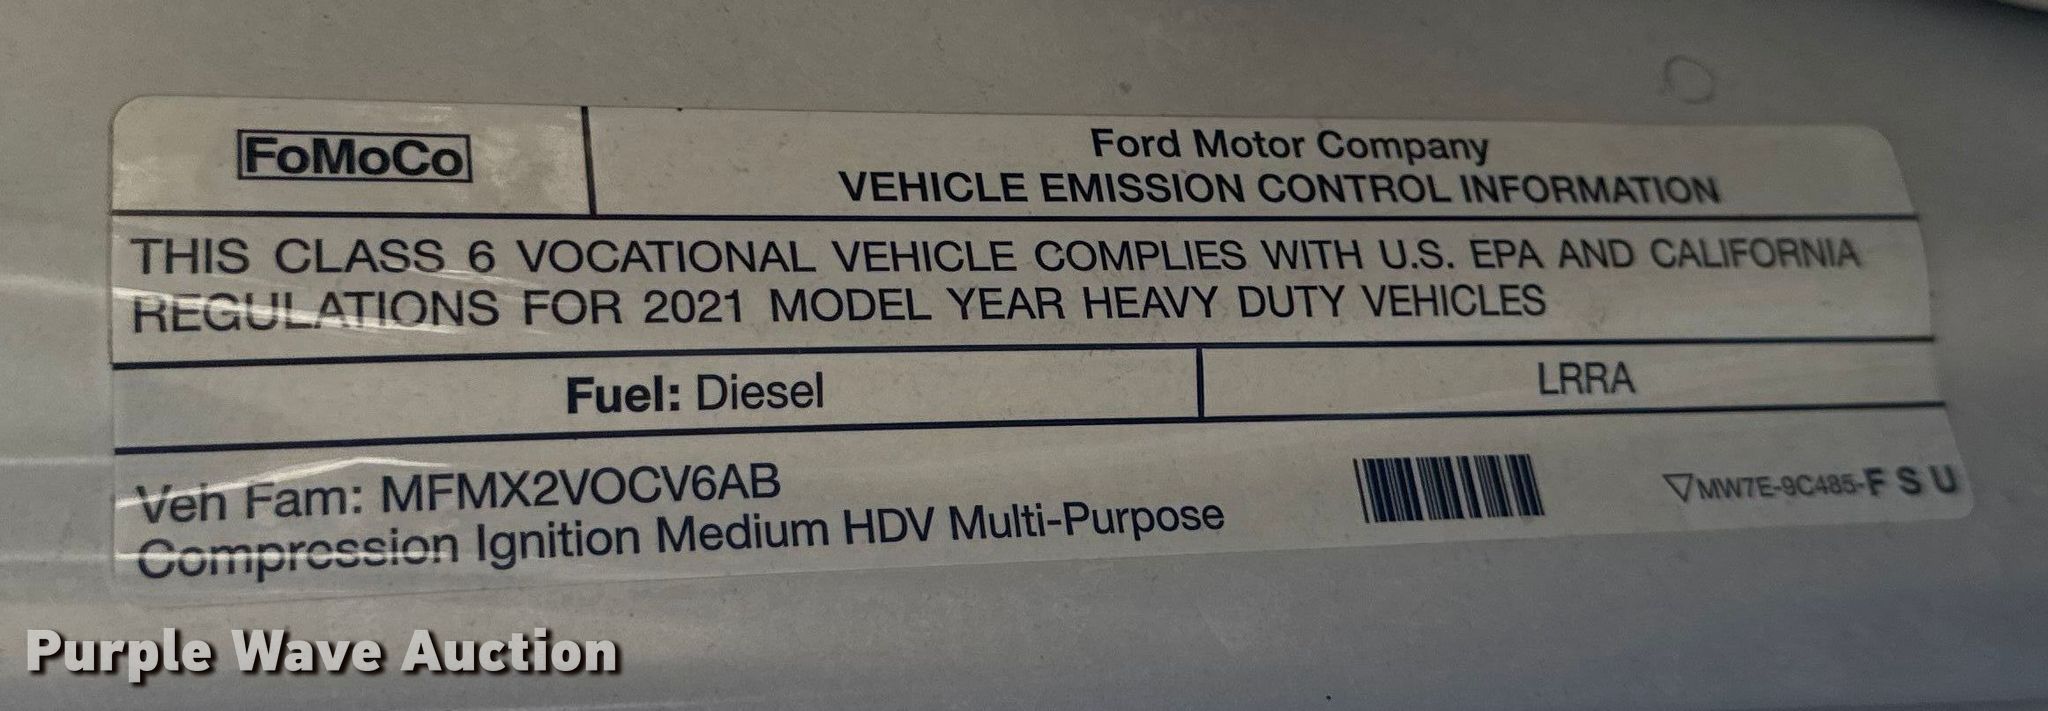 FoMoCo
Ford Motor Company
VEHICLE EMISSION CONTROL INFORMATION
THIS CLASS 6 VOCATIONAL VEHICLE COMPLIES WITH U.S. EPA AND CALIFORNIA
REGULATIONS FOR 2021 MODEL YEAR HEAVY DUTY VEHICLES
Fuel: Diesel
LRRA
Veh Fam: MFMX2VOCV6AB
Compression Ignition Medium HDV Multi-Purpose
▽MW7E-9C485-F S U
Purple Wave Auction